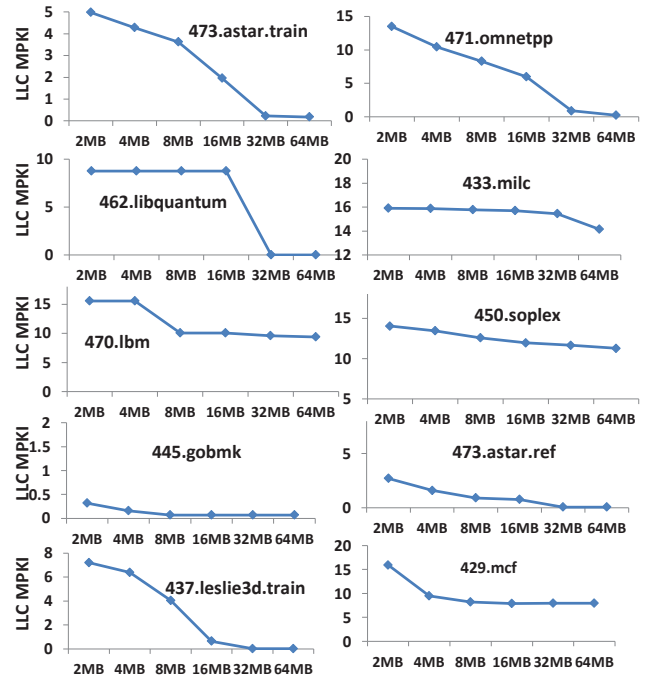 LLC MPKI
5
4
3
2
1
0
473.astar.train
2MB 4MB 8MB 16MB 32MB 64MB
15
10
5
0
471.omnetpp
2MB 4MB 8MB 16MB 32MB 64MB
LLC MPKI
10
5
0
462.libquantum
2MB 4MB 8MB 16MB 32MB 64MB
20
18
16
14
12
433.milc
2MB 4MB 8MB 16MB 32MB 64MB
LLC MPKI
15
10
5
0
470.lbm
2MB 4MB 8MB 16MB 32MB 64MB
15
10
5
450.soplex
2MB 4MB 8MB 16MB 32MB 64MB
LLC MPKI
2
1.5
1
0.5
0
445.gobmk
2MB 4MB 8MB 16MB 32MB 64MB
5
0
473.astar.ref
2MB 4MB 8MB 16MB 32MB 64MB
LLC MPKI
8
6
4
2
0
437.leslie3d.train
2MB 4MB 8MB 16MB 32MB 64MB
20
15
10
5
0
429.mcf
2MB 4MB 8MB 16MB 32MB 64MB